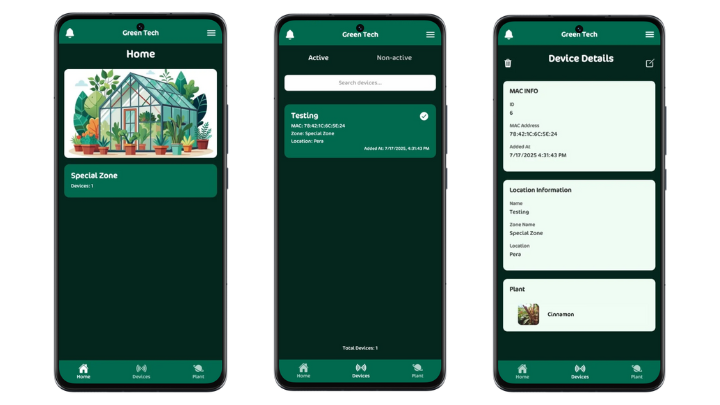 Green Tech
Home
Special Zone
Devices: 1
Home
Devices
Plant
Green Tech
Active
Non-active
Search devices...
Testing
MAC: 78:42:1C:6C:5E:24
Zone: Special Zone
Location: Pera
Added At: 7/17/2025, 4:31:43 PM
Total Devices: 1
Home
Devices
Plant
Green Tech
Device Details
MAC INFO
ID
6
MAC Address
78:42:1C:6C:5E:24
Added At
7/17/2025 4:31:43 PM
Location Information
Name
Testing
Zone Name
Special Zone
Location
Pera
Plant
Cinnamon
Home
Devices
Plant